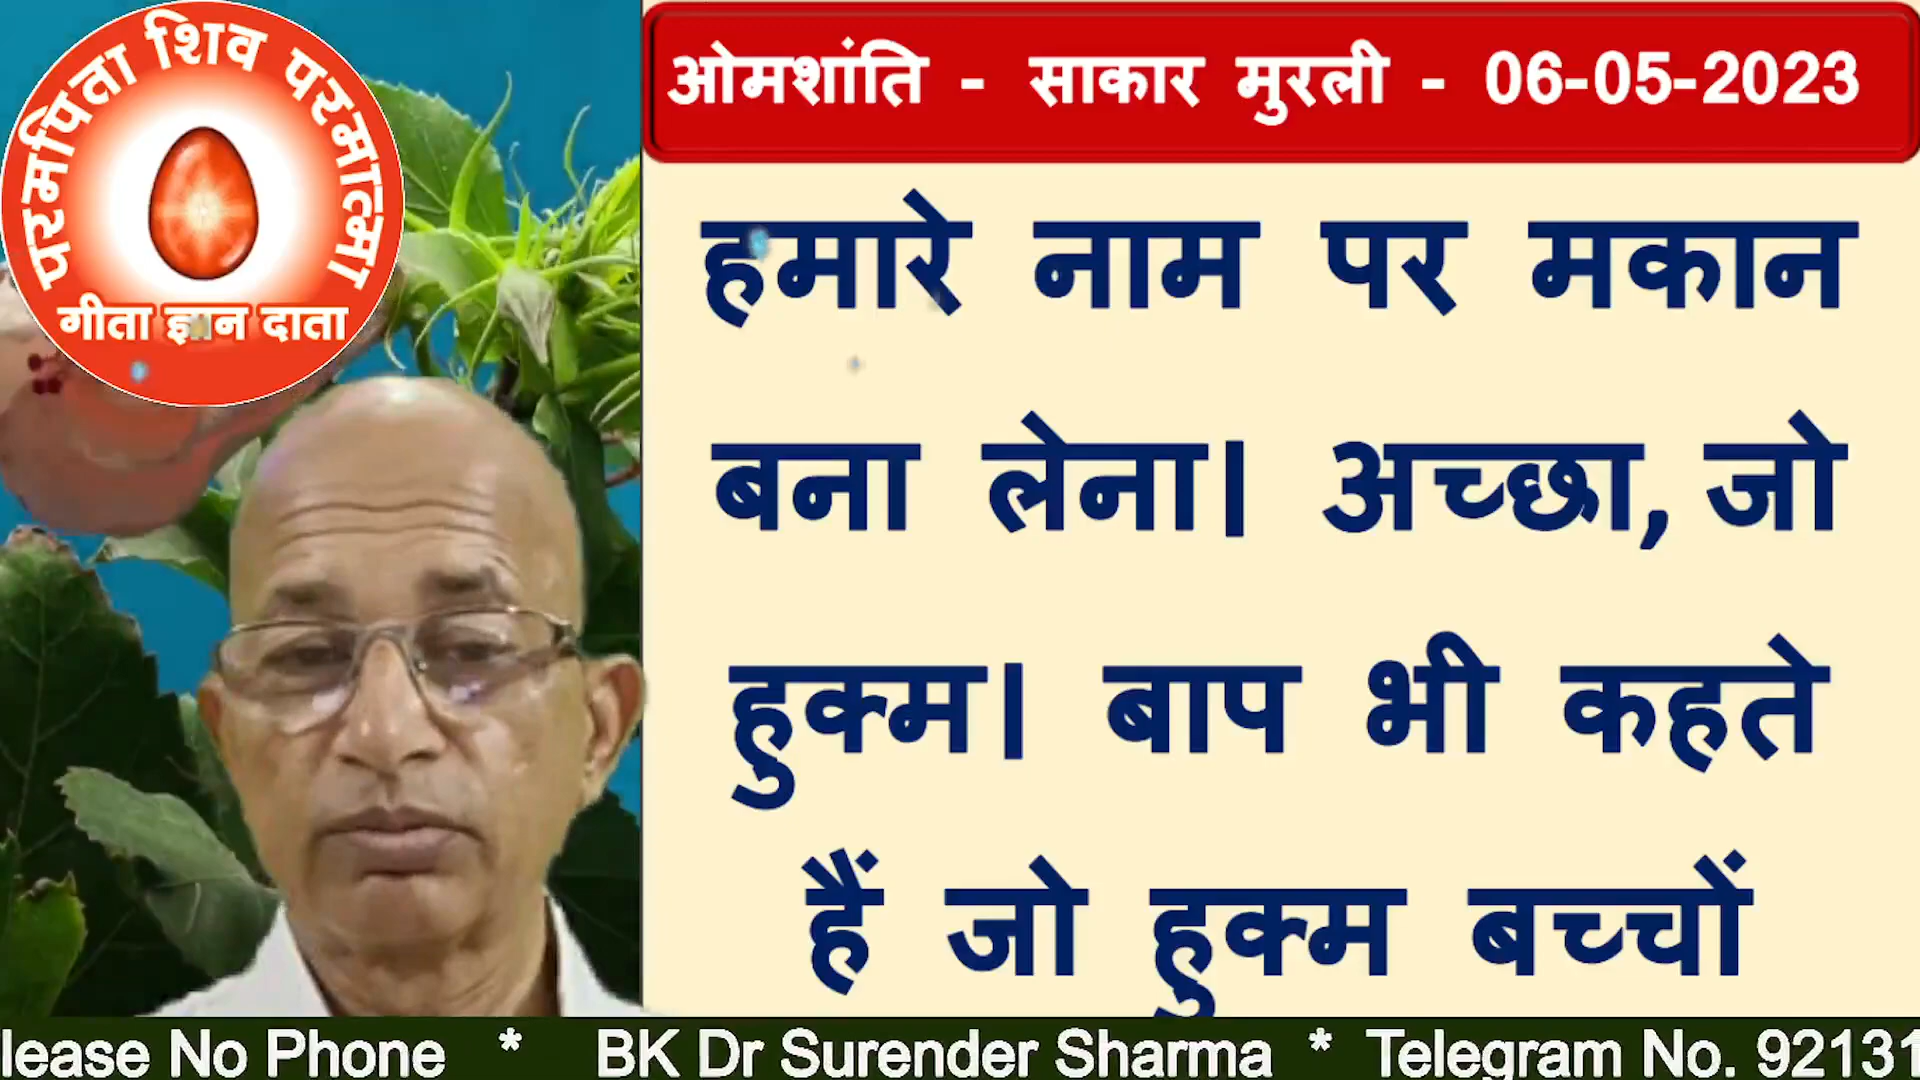 परमपिता शिव परमात्मा
गीता ज्ञान दाता
ओमशांति - साकार मुरली - 06-05-2023
हमारे नाम पर मकान
बना लेना। अच्छा, जो
हुक्म। बाप भी कहते
हैं जो हुक्म बच्चों
lease No Phone * BK Dr Surender Sharma * Telegram No. 92131